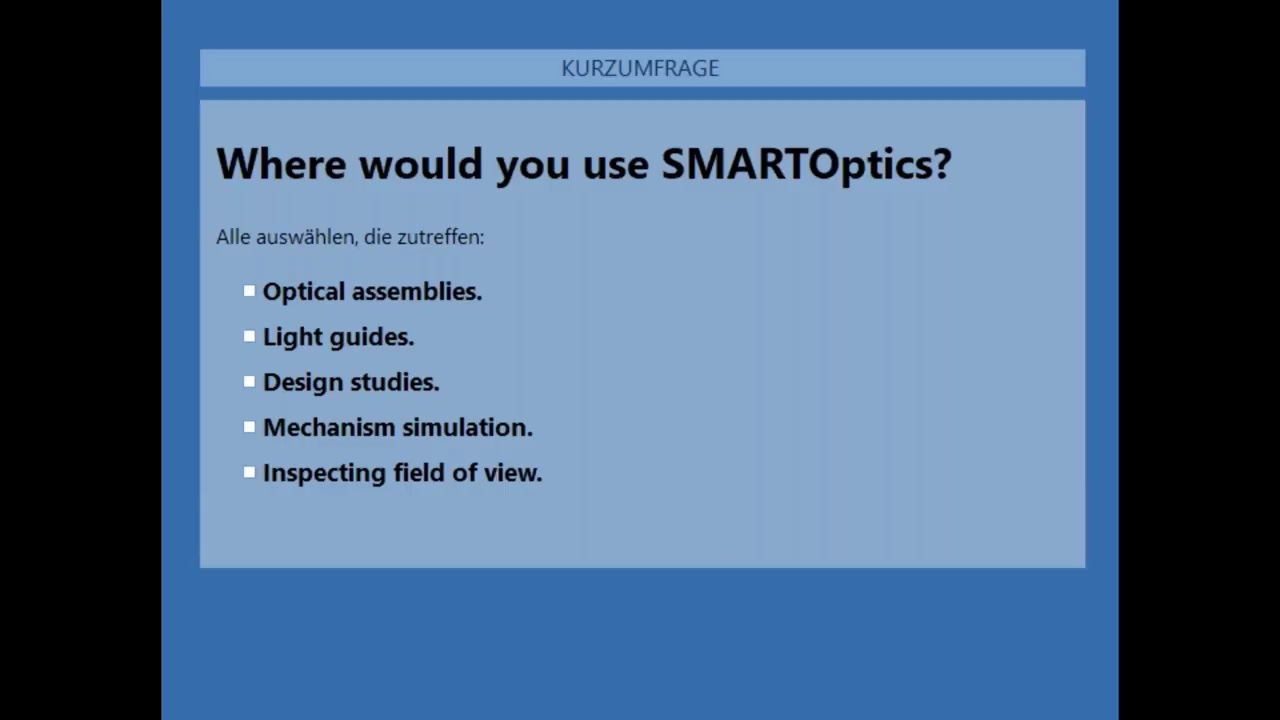 KURZUMFRAGE
Where would you use SMARTOptics?
Alle auswählen, die zutreffen:
Optical assemblies.
Light guides.
Design studies.
Mechanism simulation.
Inspecting field of view.